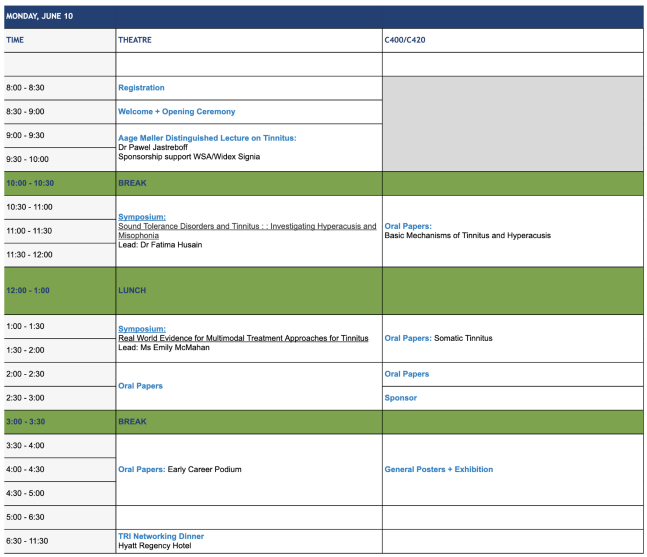 MONDAY, JUNE 10
TIME THEATRE C400/C420
8:00 - 8:30 Registration
8:30 - 9:00 Welcome + Opening Ceremony
9:00 - 9:30
Aage Møller Distinguished Lecture on Tinnitus:
Dr Pawel Jastreboff
Sponsorship support WSA/Widex Signia
9:30 - 10:00
10:00 - 10:30 BREAK
10:30 - 11:00
11:00 - 11:30
11:30 - 12:00
Symposium:
Sound Tolerance Disorders and Tinnitus : : Investigating Hyperacusis and
Misophonia
Lead: Dr Fatima Husain
Oral Papers:
Basic Mechanisms of Tinnitus and Hyperacusis
12:00 - 1:00 LUNCH
1:00 - 1:30
1:30 - 2:00
Symposium:
Real World Evidence for Multimodal Treatment Approaches for Tinnitus
Lead: Ms Emily McMahan
Oral Papers: Somatic Tinnitus
2:00 - 2:30
2:30 - 3:00
Oral Papers
Oral Papers
Sponsor
3:00 - 3:30 BREAK
3:30 - 4:00
4:00 - 4:30
4:30 - 5:00
Oral Papers: Early Career Podium
General Posters + Exhibition
5:00 - 6:30
6:30 - 11:30
TRI Networking Dinner
Hyatt Regency Hotel